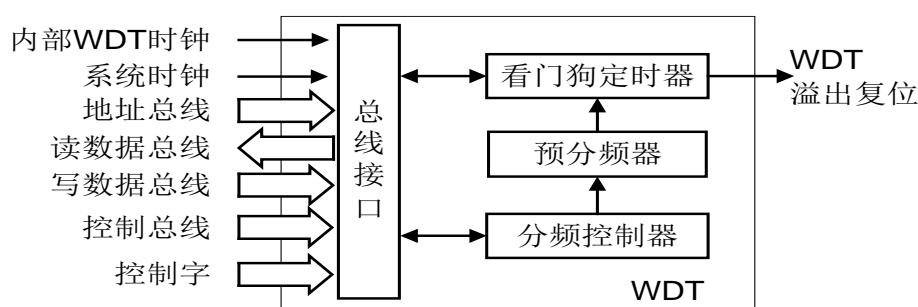 内部WDT时钟
系统时钟
地址总线
读数据总线
写数据总线
控制总线
控制字
总线接口
看门狗定时器
预分频器
分频控制器
WDT
WDT
溢出复位